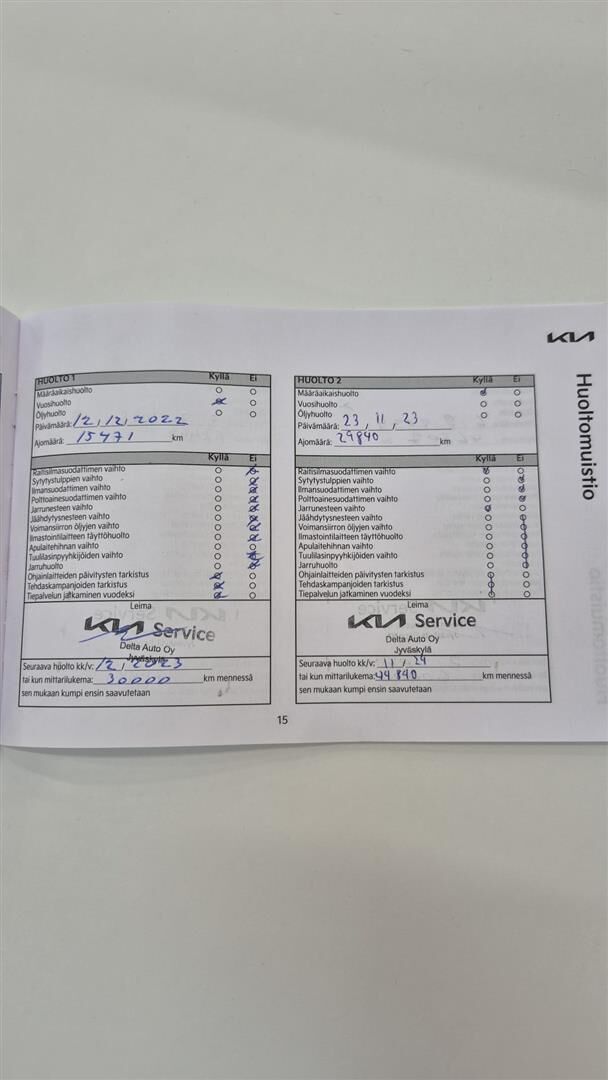 KIA
Huoltomuistio
HUOLTO 1 Kyllä Ei
Määräaikaishuolto
Vuosihuolto
Öljyhuolto
Päivämäärä: 12, 12, 2022
Ajomäärä: 15471 km
Kyllä Ei
Raitisilmasuodattimen vaihto
Sytytystulppien vaihto
Ilmansuodattimen vaihto
Polttoainesuodattimen vaihto
Jarrunesteen vaihto
Jäähdytysnesteen vaihto
Voimansiirron öljyjen vaihto
Ilmastointilaitteen täyttöhuolto
Apulaitehihnan vaihto
Tuulilasinpyyhkijöiden vaihto
Jarruhuolto
Ohjainlaitteiden päivitysten tarkistus
Tehdaskampanjoiden tarkistus
Tiepalvelun jatkaminen vuodeksi
Leima
KIA Service
Delta Auto Oy
Jyväskylä
Seuraava huolto kk/v: 12, 2023
tai kun mittarilukema: 30000 km mennessä
sen mukaan kumpi ensin saavutetaan
HUOLTO 2 Kyllä Ei
Määräaikaishuolto
Vuosihuolto
Öljyhuolto
Päivämäärä: 23, 11, 23
Ajomäärä: 29840 km
Kyllä Ei
Raitisilmasuodattimen vaihto
Sytytystulppien vaihto
Ilmansuodattimen vaihto
Polttoainesuodattimen vaihto
Jarrunesteen vaihto
Jäähdytysnesteen vaihto
Voimansiirron öljyjen vaihto
Ilmastointilaitteen täyttöhuolto
Apulaitehihnan vaihto
Tuulilasinpyyhkijöiden vaihto
Jarruhuolto
Ohjainlaitteiden päivitysten tarkistus
Tehdaskampanjoiden tarkistus
Tiepalvelun jatkaminen vuodeksi
Leima
KIA Service
Delta Auto Oy
Jyväskylä
Seuraava huolto kk/v: 11, 24
tai kun mittarilukema: 44840 km mennessä
sen mukaan kumpi ensin saavutetaan
15